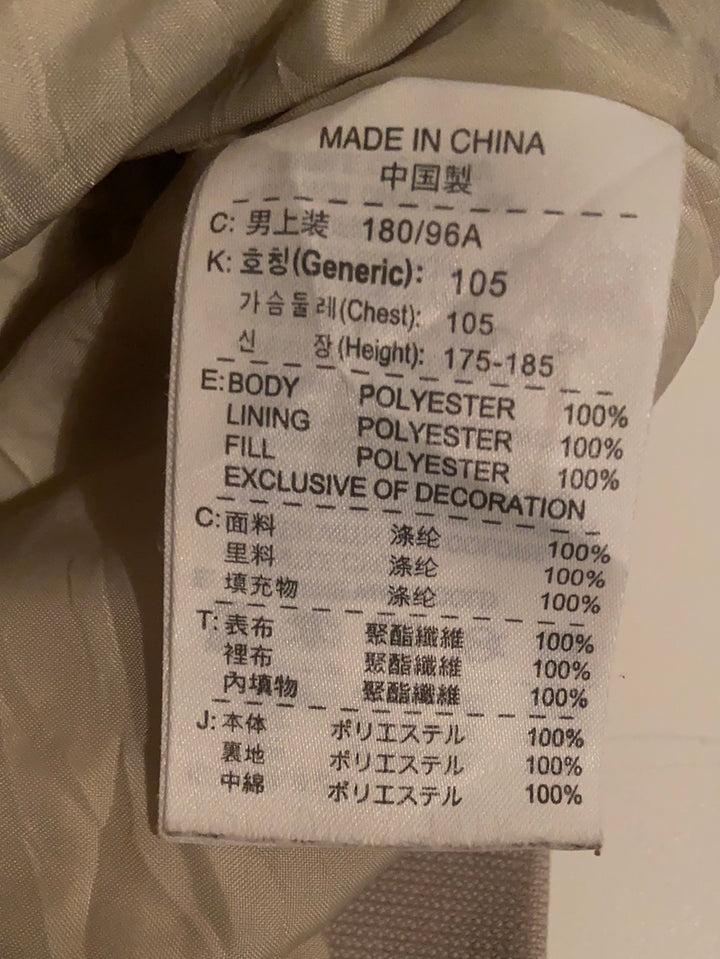 MADE IN CHINA
中国製
C: 男上装 180/96A
K: 호칭(Generic): 105
가슴둘레(Chest): 105
신 장(Height): 175-185
E: BODY POLYESTER 100%
LINING POLYESTER 100%
FILL POLYESTER 100%
EXCLUSIVE OF DECORATION
C: 面料 涤纶 100%
里料 涤纶 100%
填充物 涤纶 100%
T: 表布 聚酯纖維 100%
裡布 聚酯纖維 100%
內填物 聚酯纖維 100%
J: 本体 ポリエステル 100%
裏地 ポリエステル 100%
中綿 ポリエステル 100%